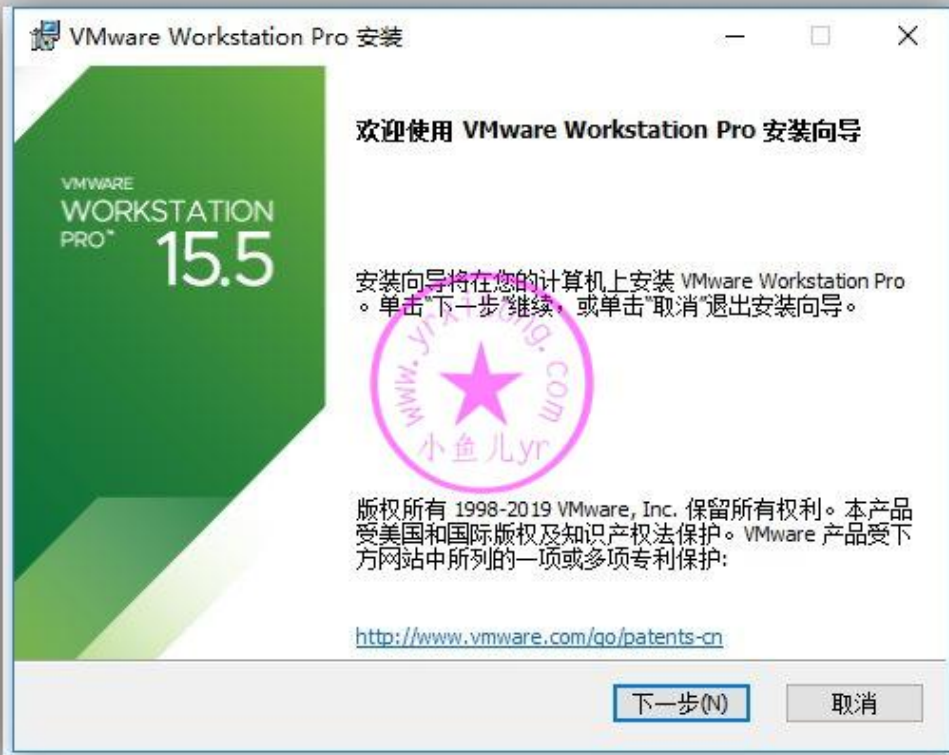 VMware Workstation Pro 安装
欢迎使用 VMware Workstation Pro 安装向导
VMWARE
WORKSTATION
PRO™ 15.5
安装向导将在您的计算机上安装 VMware Workstation Pro
。单击“下一步”继续，或单击“取消”退出安装向导。
www.yrxitong.com
小鱼儿yr
版权所有 1998-2019 VMware, Inc. 保留所有权利。本产品
受美国和国际版权及知识产权法保护。VMware 产品受下
方网站中所列的一项或多项专利保护:
http://www.vmware.com/go/patents-cn
下一步(N)
取消